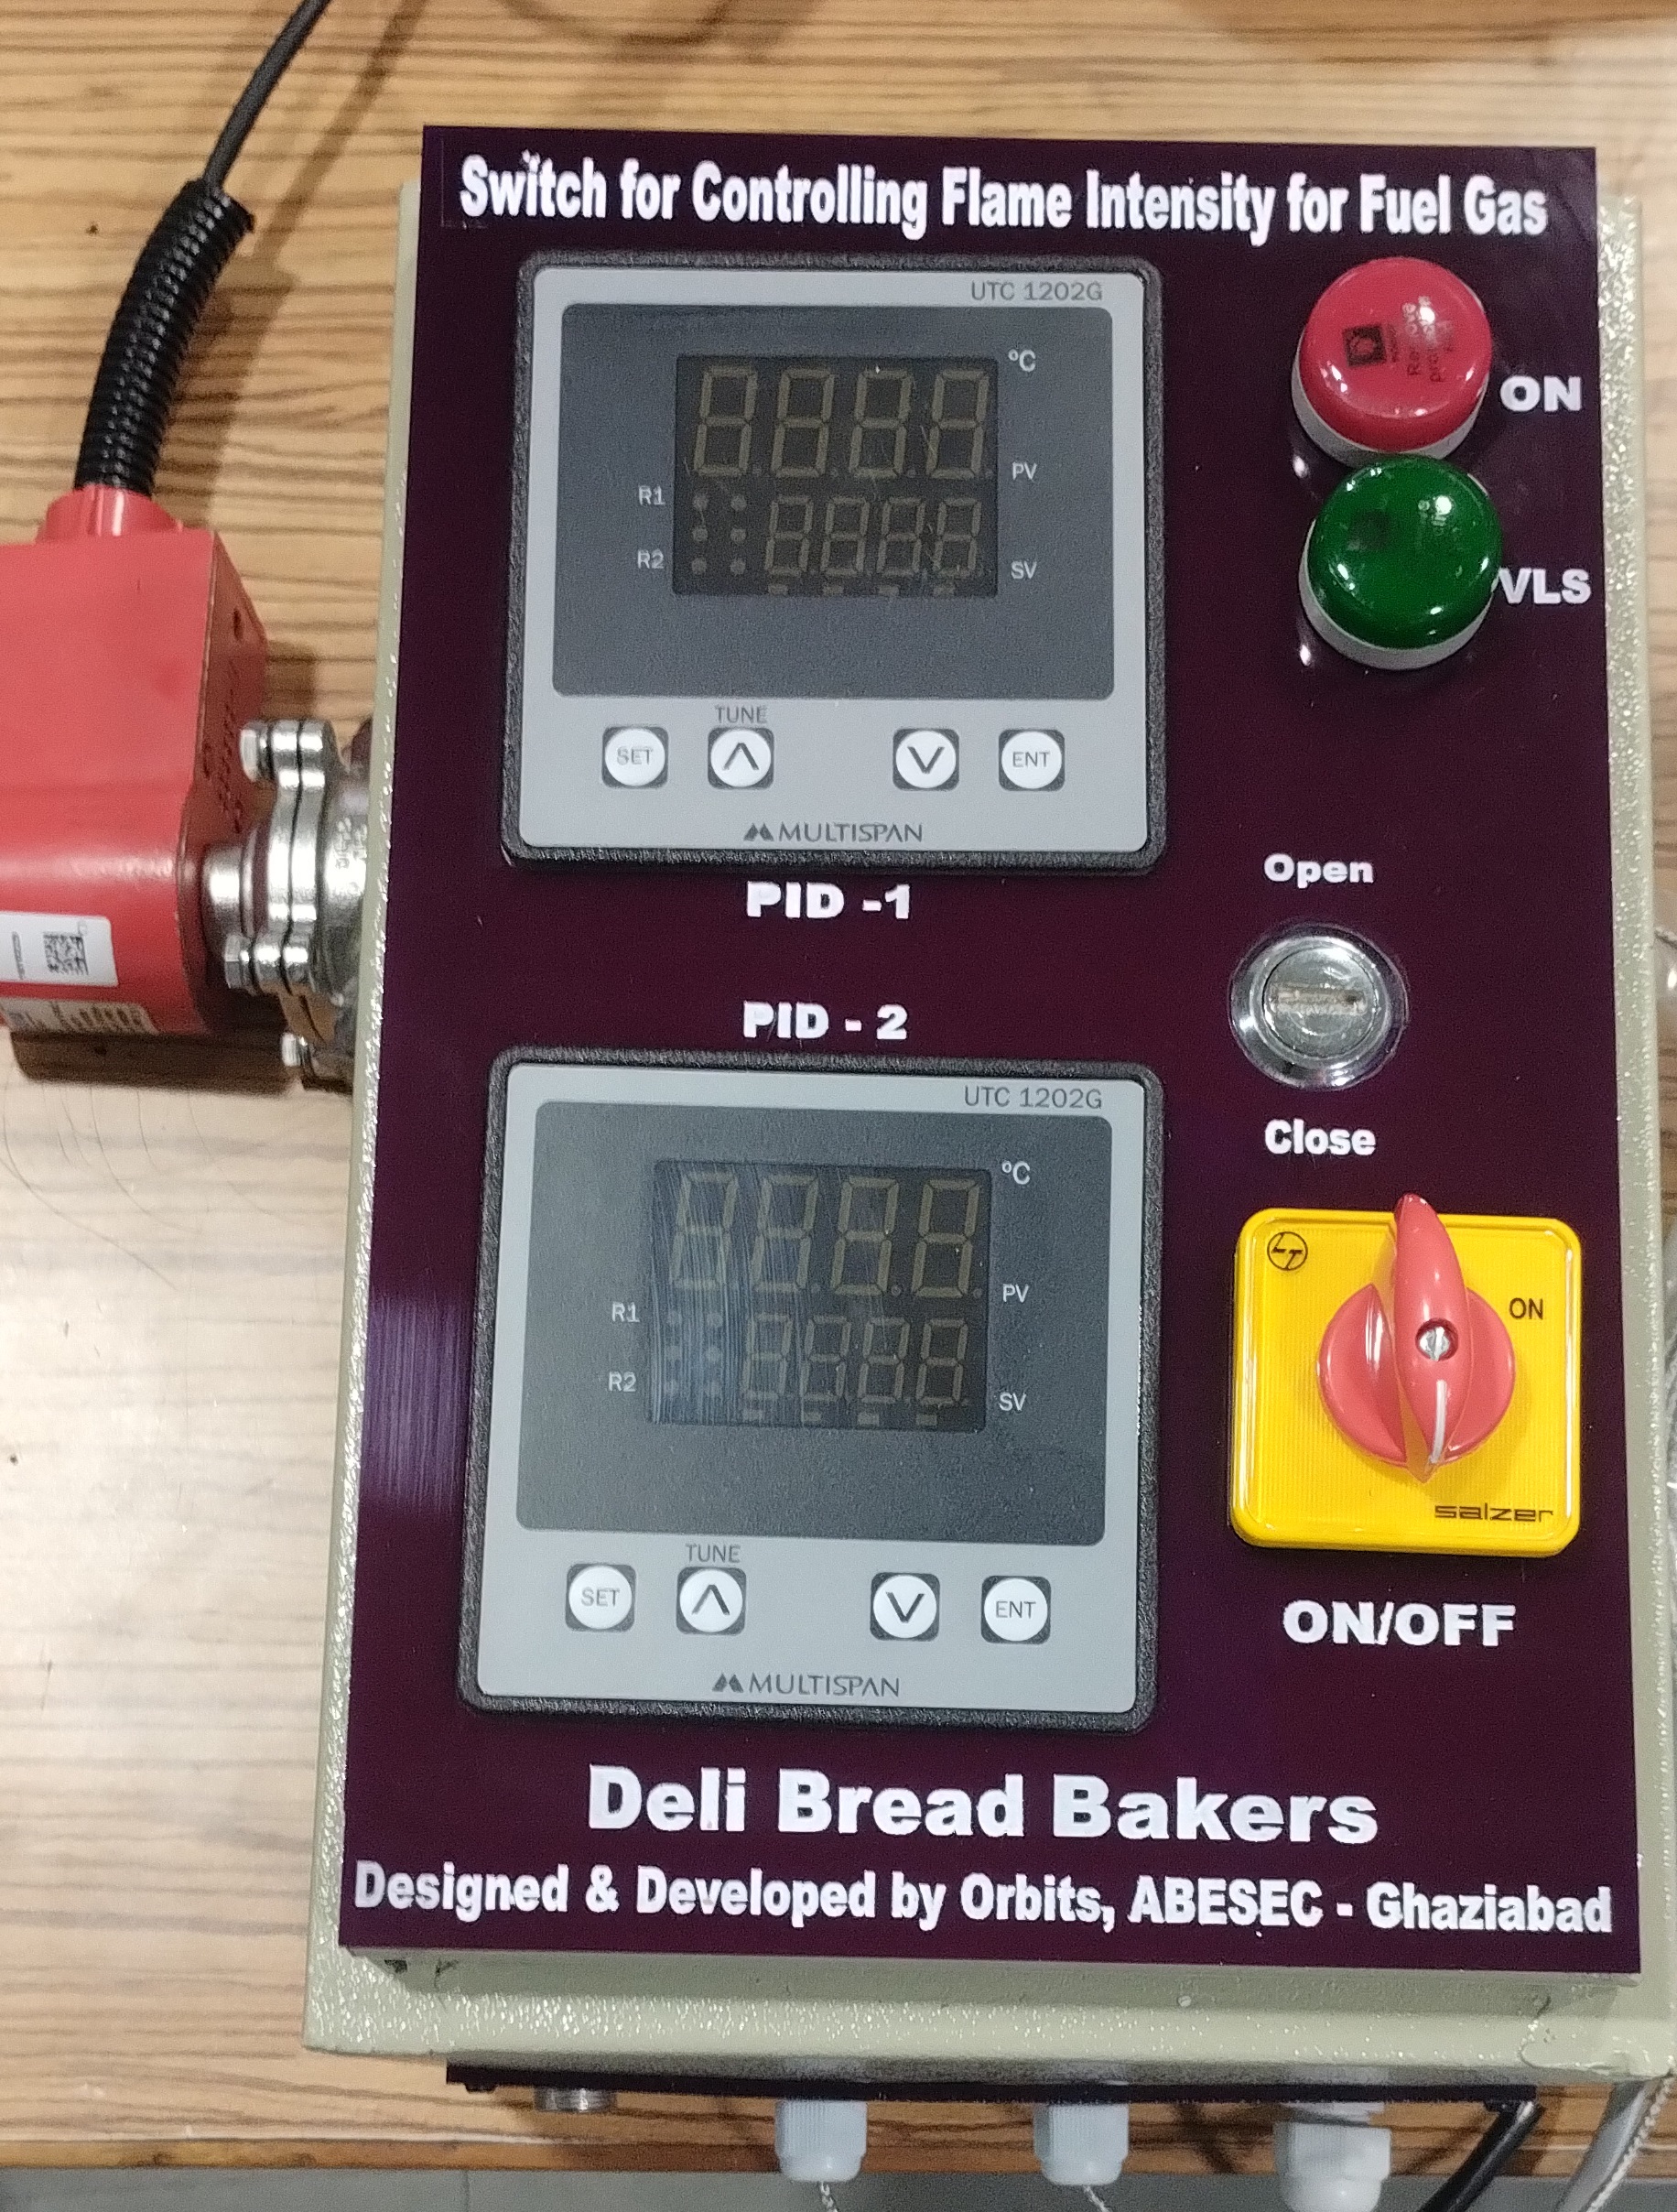 Switch for Controlling Flame Intensity for Fuel Gas
UTC 1202G
°C
PV
R1
R2
SV
TUNE
SET
ENT
MULTISPAN
PID -1
ON
VLS
Open
Close
PID - 2
UTC 1202G
°C
PV
R1
R2
SV
TUNE
SET
ENT
MULTISPAN
LT
ON
salzer
ON/OFF
Deli Bread Bakers
Designed & Developed by Orbits, ABESEC - Ghaziabad